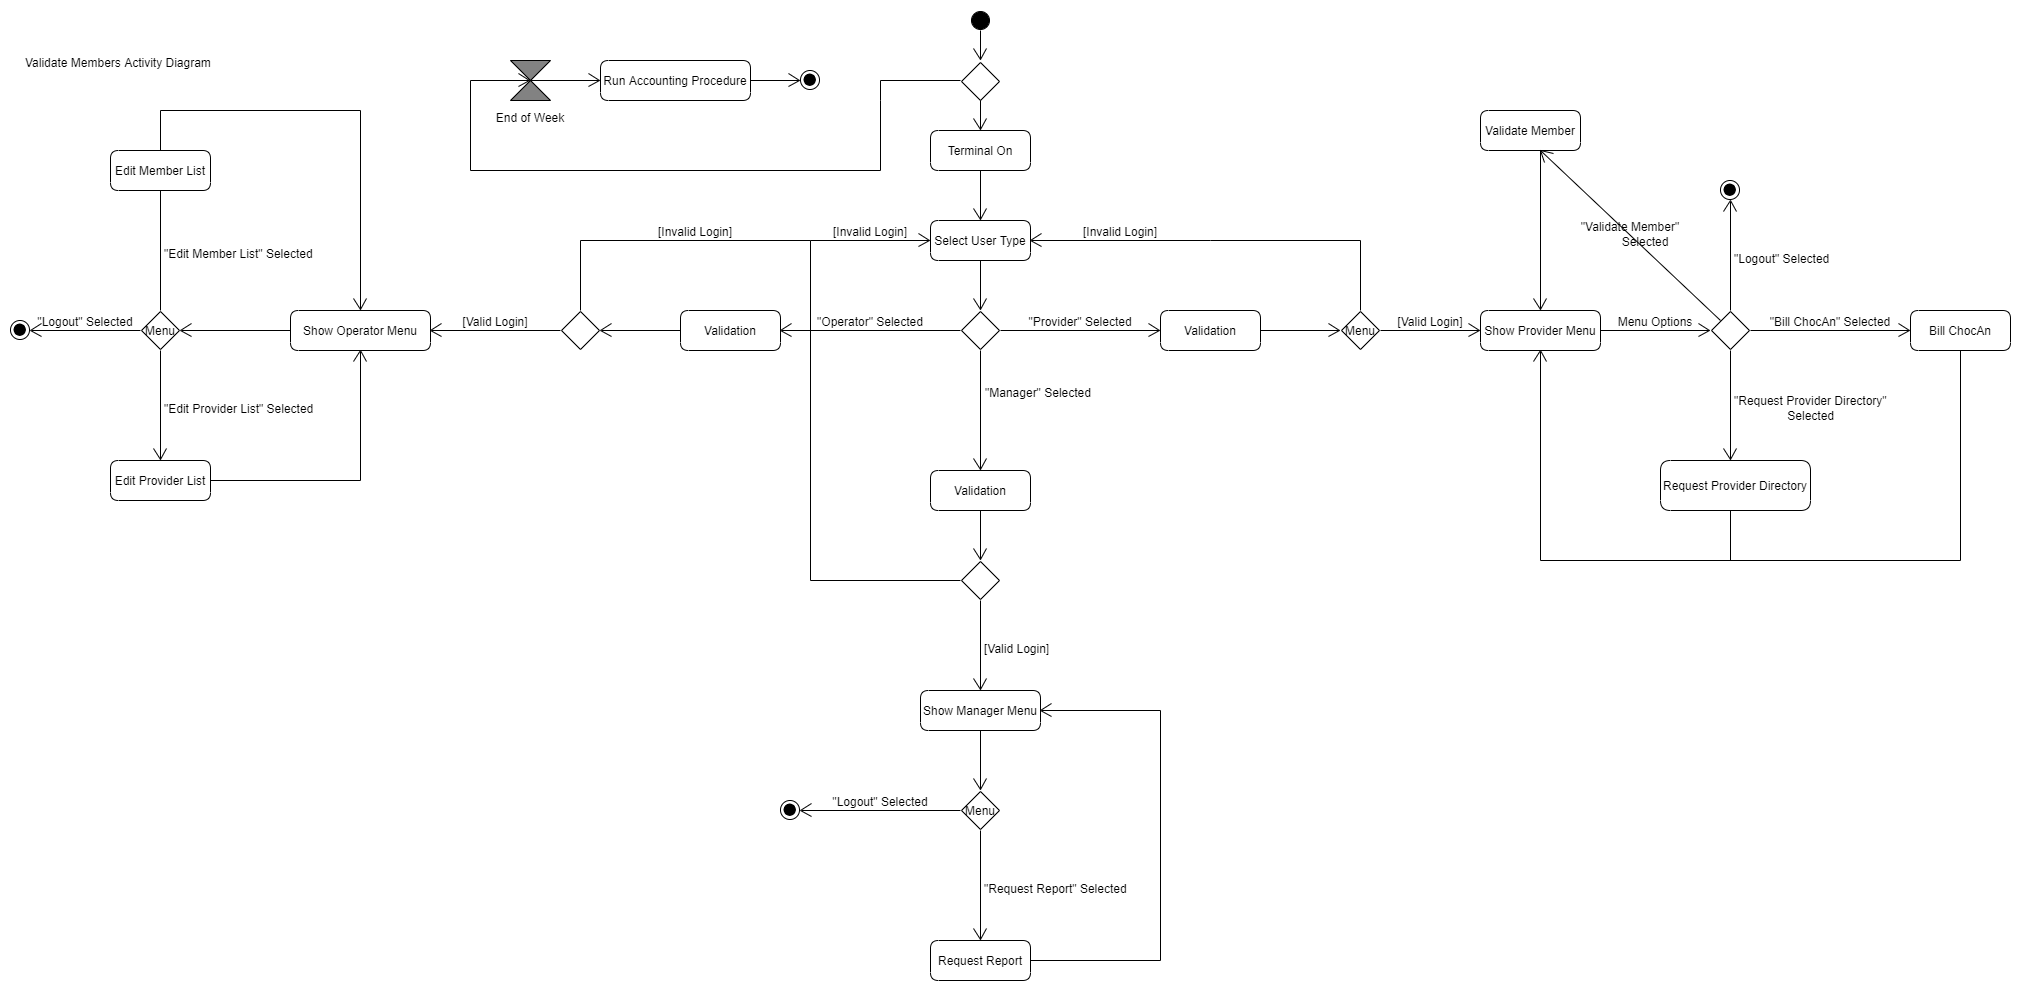 Validate Members Activity Diagram
Run Accounting Procedure
End of Week
Terminal On
Validate Member
Edit Member List
"Validate Member"
Selected
[Invalid Login]
[Invalid Login]
Select User Type
[Invalid Login]
"Edit Member List" Selected
"Logout" Selected
"Logout" Selected
Menu
Show Operator Menu
[Valid Login]
Validation
"Operator" Selected
"Provider" Selected
Validation
Menu
[Valid Login]
Show Provider Menu
Menu Options
"Bill ChocAn" Selected
Bill ChocAn
"Manager" Selected
"Edit Provider List" Selected
"Request Provider Directory"
Selected
Edit Provider List
Validation
Request Provider Directory
[Valid Login]
Show Manager Menu
"Logout" Selected
Menu
"Request Report" Selected
Request Report